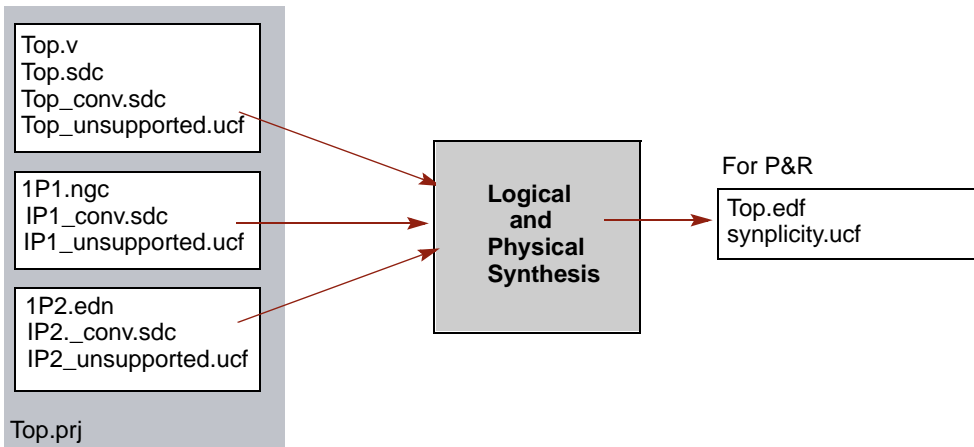 Top.v
Top.sdc
Top_conv.sdc
Top_unsupported.ucf
1P1.ngc
IP1_conv.sdc
IP1_unsupported.ucf
1P2.edn
IP2._conv.sdc
IP2_unsupported.ucf
Top.prj
Logical
and
Physical
Synthesis
For P&R
Top.edf
synplicity.ucf